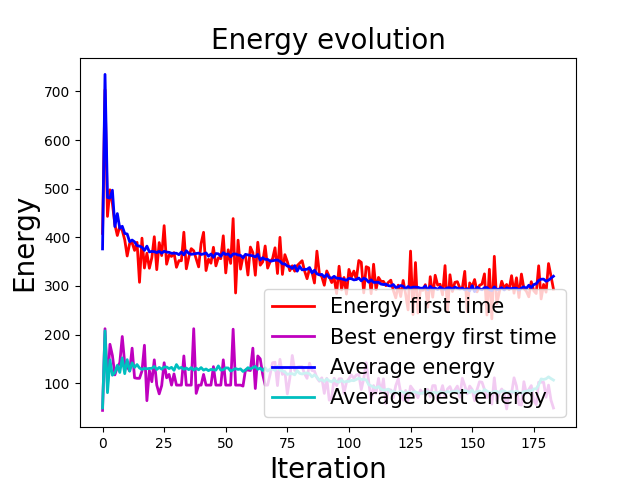 Energy evolution
Energy
700
600
500
400
300
200
100
Energy first time
Best energy first time
Average energy
Average best energy
0
25
50
75
100
125
150
175
Iteration